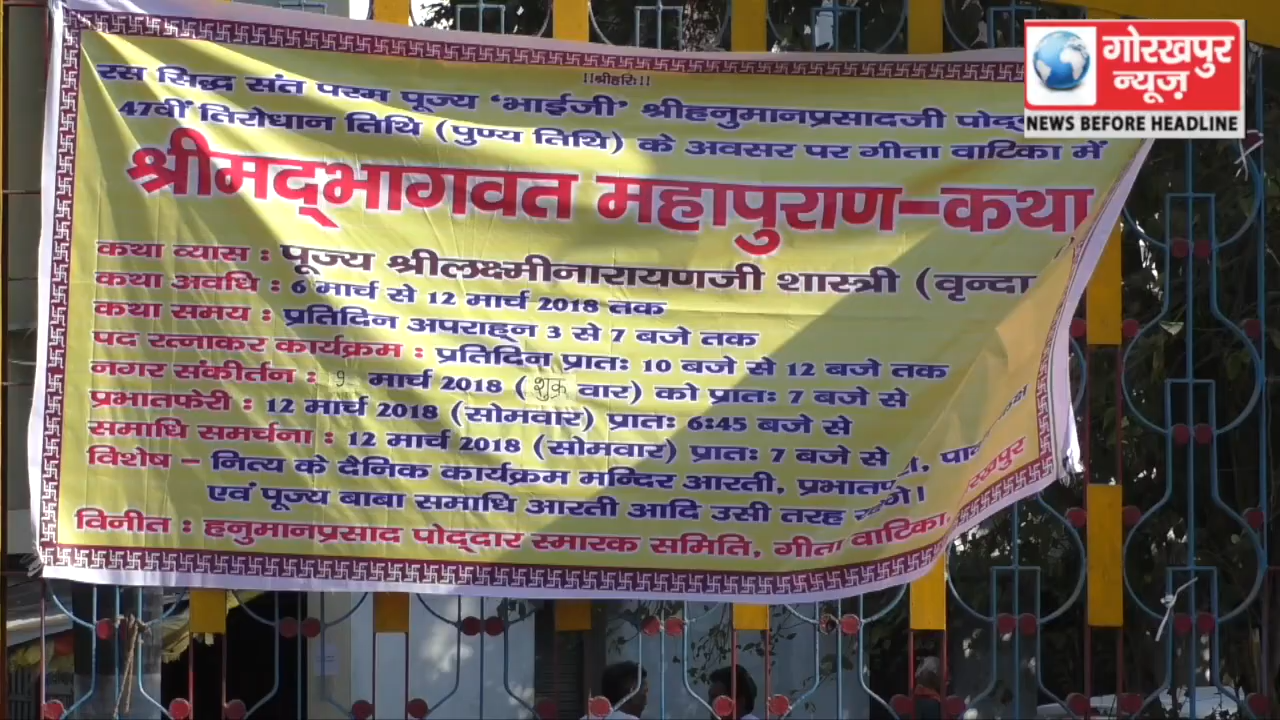 ||श्रीहरिः||
रस सिद्ध संत परम पूज्य 'भाईजी' श्रीहनुमानप्रसादजी
47वीं तिरोधान तिथि (पुण्य तिथि) के अवसर पर गीता वाटिका में
श्रीमद्भागवत महापुराण-कथा
कथा व्यास : पूज्य श्रीलक्ष्मीनारायणजी शास्त्री
कथा अवधि : 6 मार्च से 12 मार्च 2018 तक
कथा समय : प्रतिदिन अपराह्न 3 से 7 बजे तक
पद रत्नाकर कार्यक्रम : प्रतिदिन प्रातः 10 बजे से 12 बजे तक
नगर संकीर्तन : 9 मार्च 2018 (शुक्र वार) को प्रातः 7 बजे से
प्रभातफेरी : 12 मार्च 2018 (सोमवार) प्रातः 6:45 बजे से
समाधि समर्चना : 12 मार्च 2018 (सोमवार) प्रातः 7 बजे से
विशेष - नित्य के दैनिक कार्यक्रम मन्दिर आरती,
एवं पूज्य बाबा समाधि आरती आदि उसी तरह
विनीत : हनुमानप्रसाद पोद्दार स्मारक समिति, गीता वाटिका,
गोरखपुर
न्यूज़
NEWS BEFORE HEADLINE